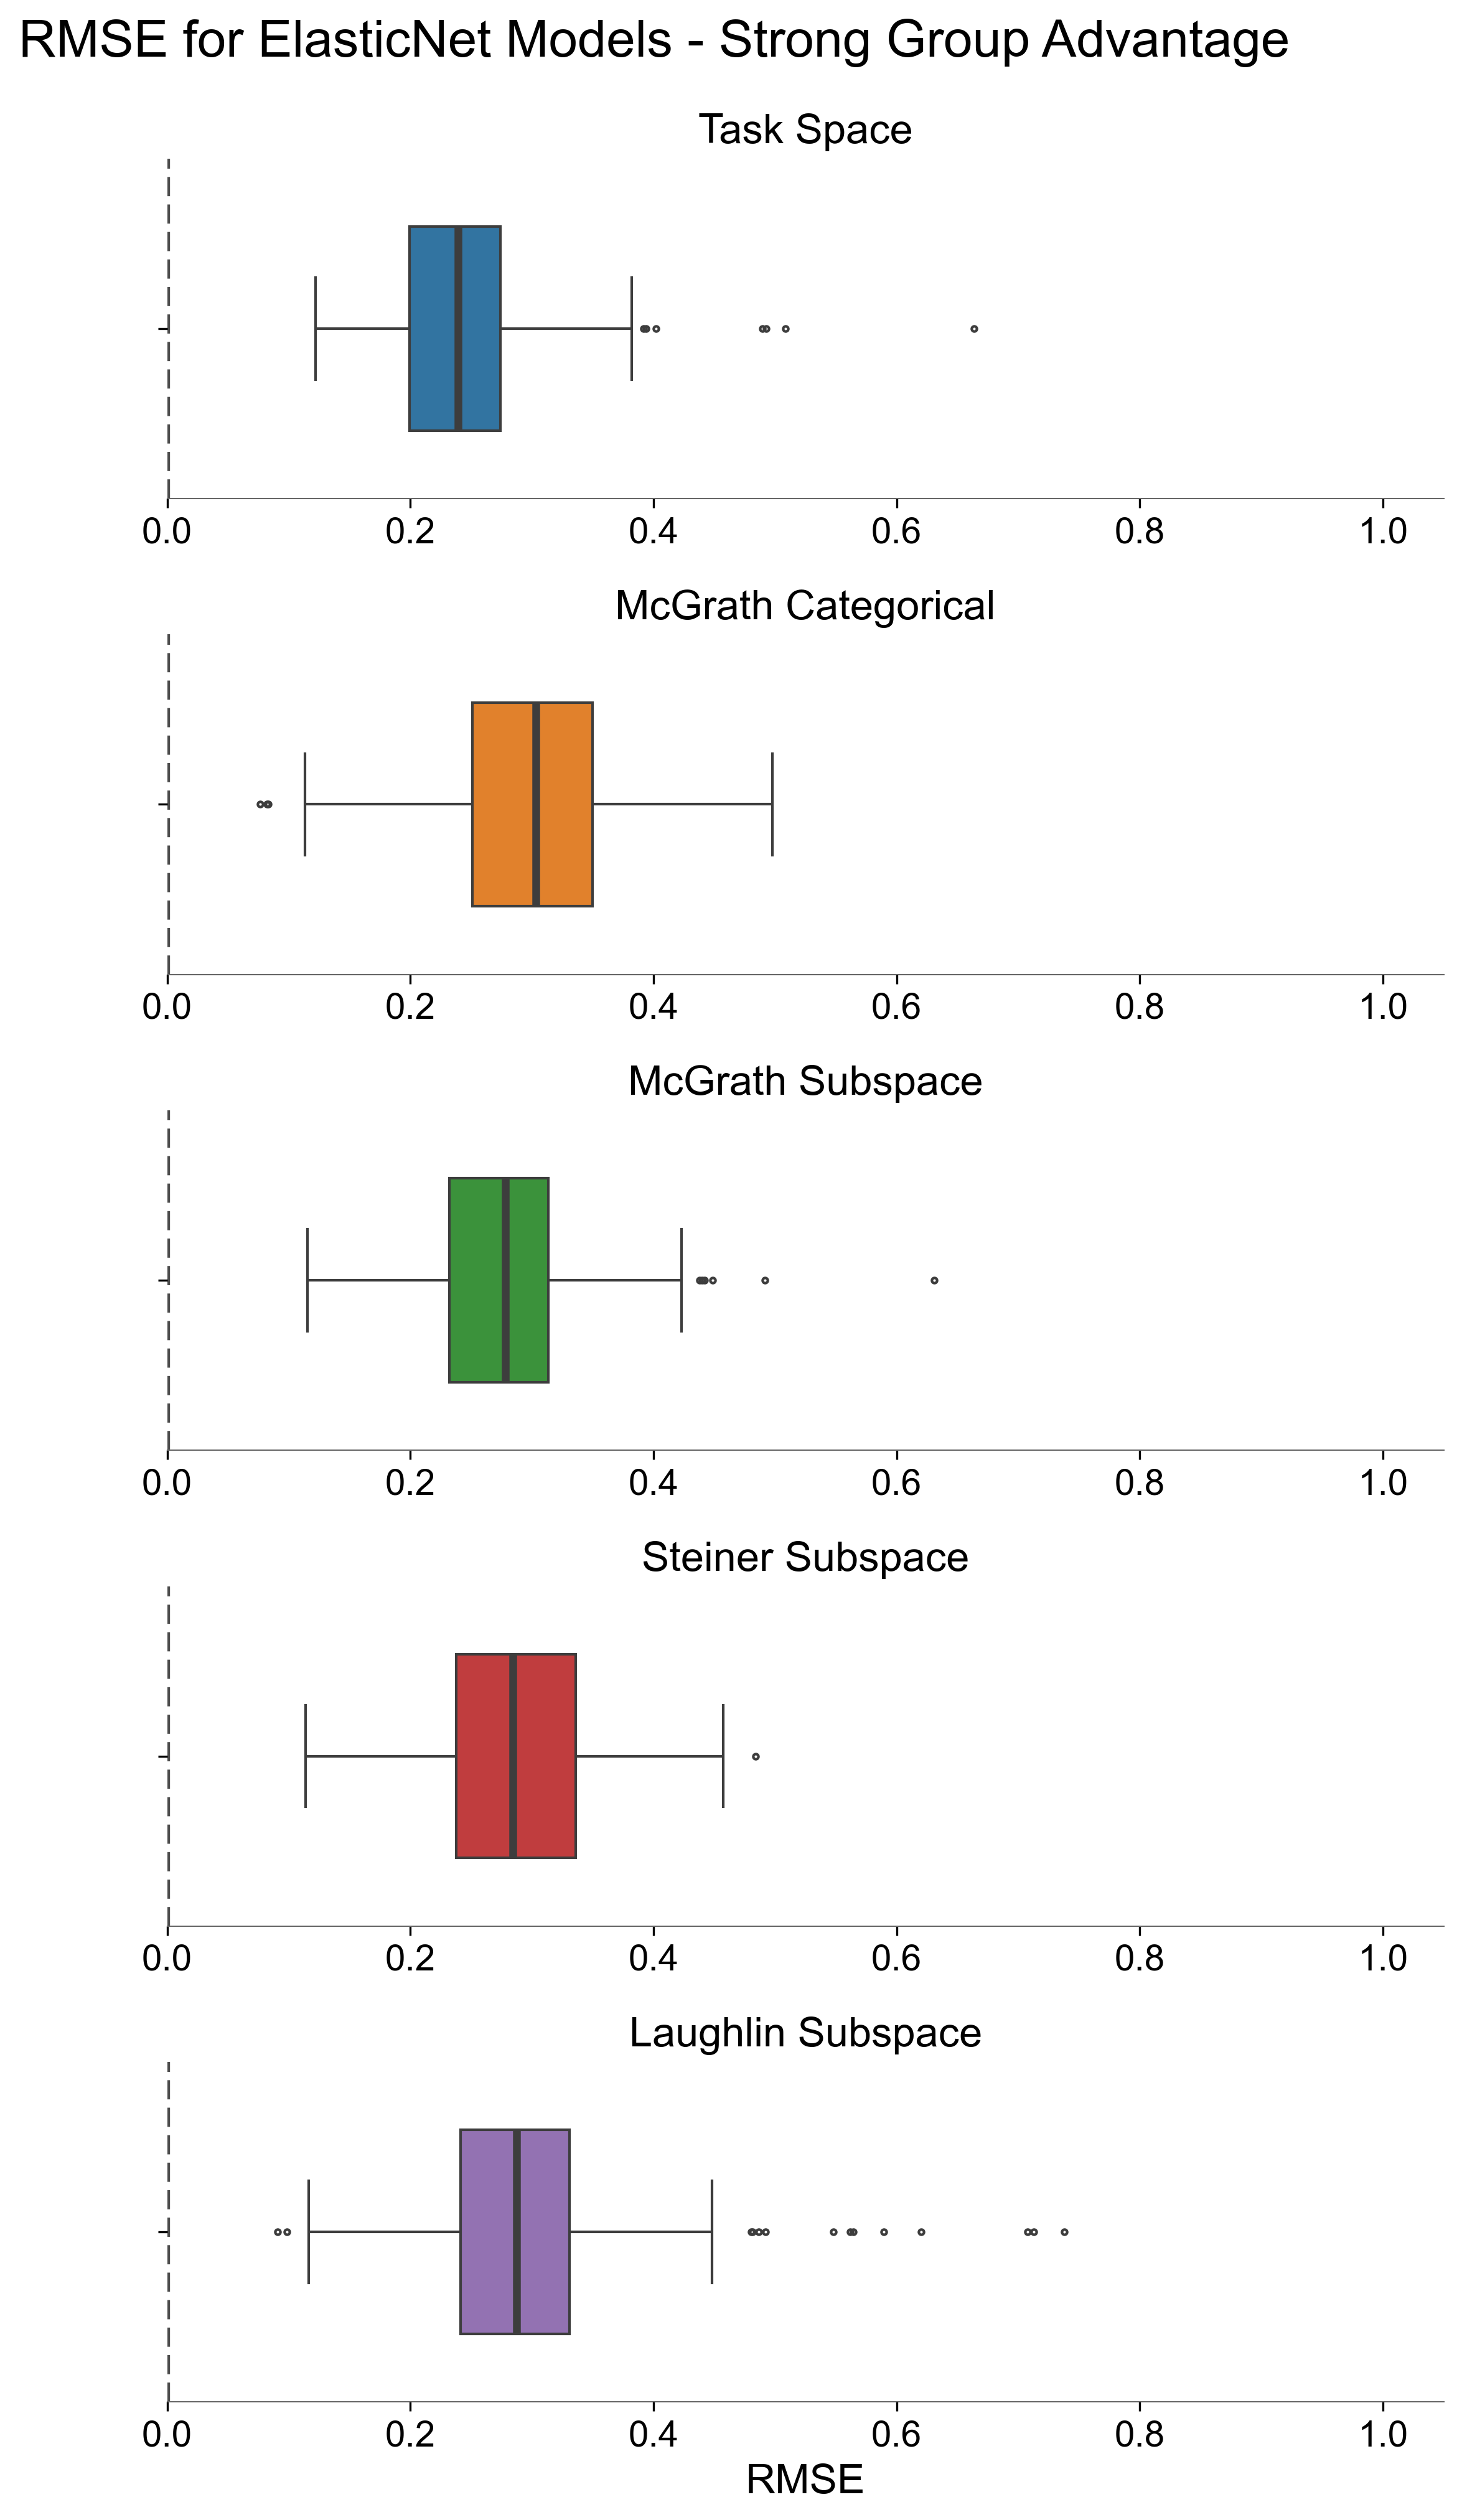 RMSE for ElasticNet Models - Strong Group Advantage
Task Space
0.0 0.2 0.4 0.6 0.8 1.0
McGrath Categorical
0.0 0.2 0.4 0.6 0.8 1.0
McGrath Subspace
0.0 0.2 0.4 0.6 0.8 1.0
Steiner Subspace
0.0 0.2 0.4 0.6 0.8 1.0
Laughlin Subspace
0.0 0.2 0.4 0.6 0.8 1.0
RMSE